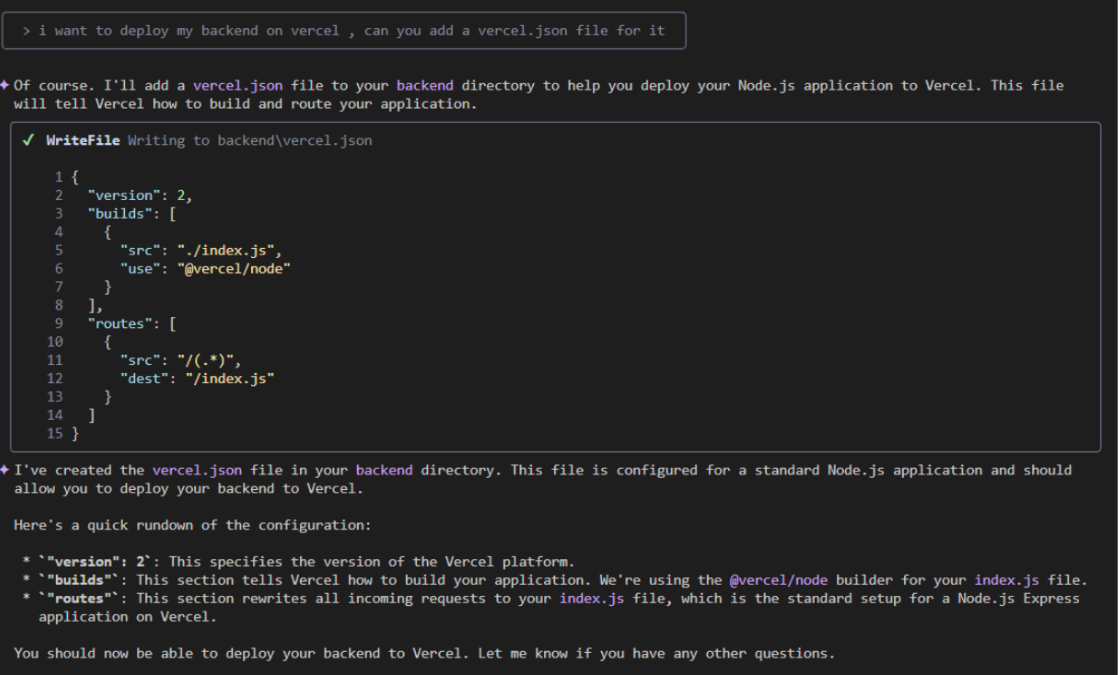 > i want to deploy my backend on vercel , can you add a vercel.json file for it
✦ Of course. I'll add a vercel.json file to your backend directory to help you deploy your Node.js application to Vercel. This file
will tell Vercel how to build and route your application.
✓ WriteFile Writing to backend\vercel.json
1 {
2   "version": 2,
3   "builds": [
4     {
5       "src": "./index.js",
6       "use": "@vercel/node"
7     }
8   ],
9   "routes": [
10     {
11       "src": "/(.*)",
12       "dest": "/index.js"
13     }
14   ]
15 }
✦ I've created the vercel.json file in your backend directory. This file is configured for a standard Node.js application and should
allow you to deploy your backend to Vercel.
Here's a quick rundown of the configuration:
* `"version": 2`: This specifies the version of the Vercel platform.
* `"builds"`: This section tells Vercel how to build your application. We're using the @vercel/node builder for your index.js file.
* `"routes"`: This section rewrites all incoming requests to your index.js file, which is the standard setup for a Node.js Express
application on Vercel.
You should now be able to deploy your backend to Vercel. Let me know if you have any other questions.